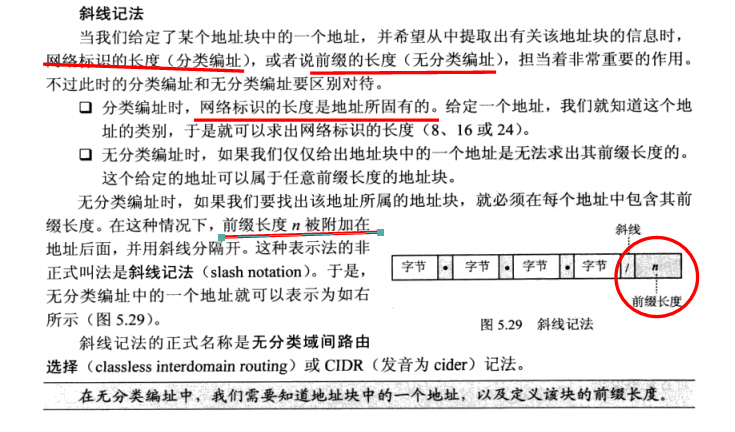 斜线记法
当我们给定了某个地址块中的一个地址，并希望从中提取出有关该地址块的信息时，
网络标识的长度（分类编址），或者说前缀的长度（无分类编址），担当着非常重要的作用。
不过此时的分类编址和无分类编址要区别对待。
❑ 分类编址时，网络标识的长度是地址所固有的。给定一个地址，我们就知道这个地
址的类别，于是就可以求出网络标识的长度（8、16 或 24）。
❑ 无分类编址时，如果我们仅仅给出地址块中的一个地址是无法求出其前缀长度的。
这个给定的地址可以属于任意前缀长度的地址块。
无分类编址时，如果我们要找出该地址所属的地址块，就必须在每个地址中包含其前
缀长度。在这种情况下，前缀长度 n 被附加在
地址后面，并用斜线分隔开。这种表示法的非
正式叫法是斜线记法（slash notation）。于是，
无分类编址中的一个地址就可以表示为如右
所示（图 5.29）。
斜线
字节 • 字节 • 字节 • 字节 / n
前缀长度
图 5.29 斜线记法
斜线记法的正式名称是无分类域间路由
选择（classless interdomain routing）或 CIDR（发音为 cider）记法。
在无分类编址中，我们需要知道地址块中的一个地址，以及定义该块的前缀长度。